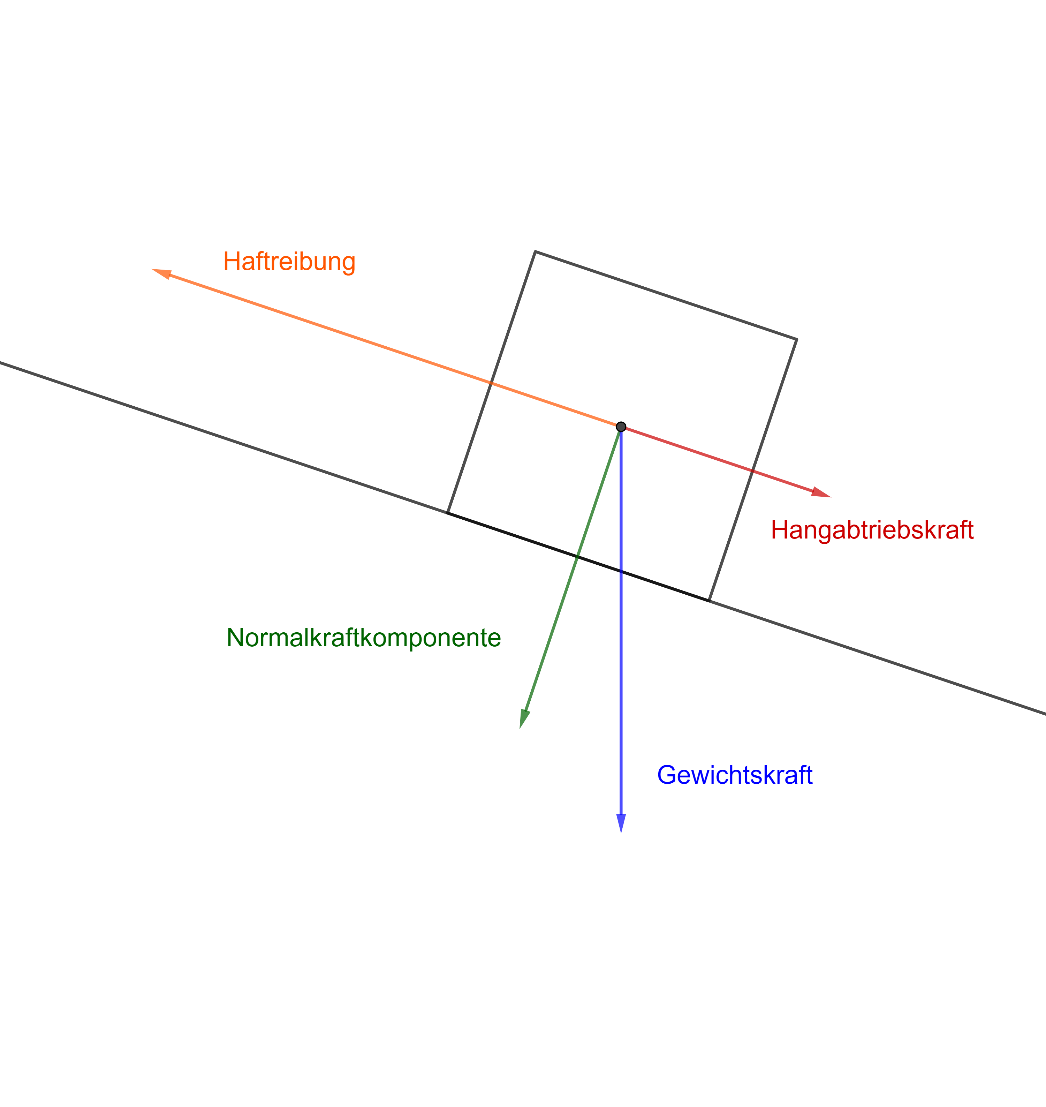 Haftreibung
Hangabtriebskraft
Normalkraftkomponente
Gewichtskraft